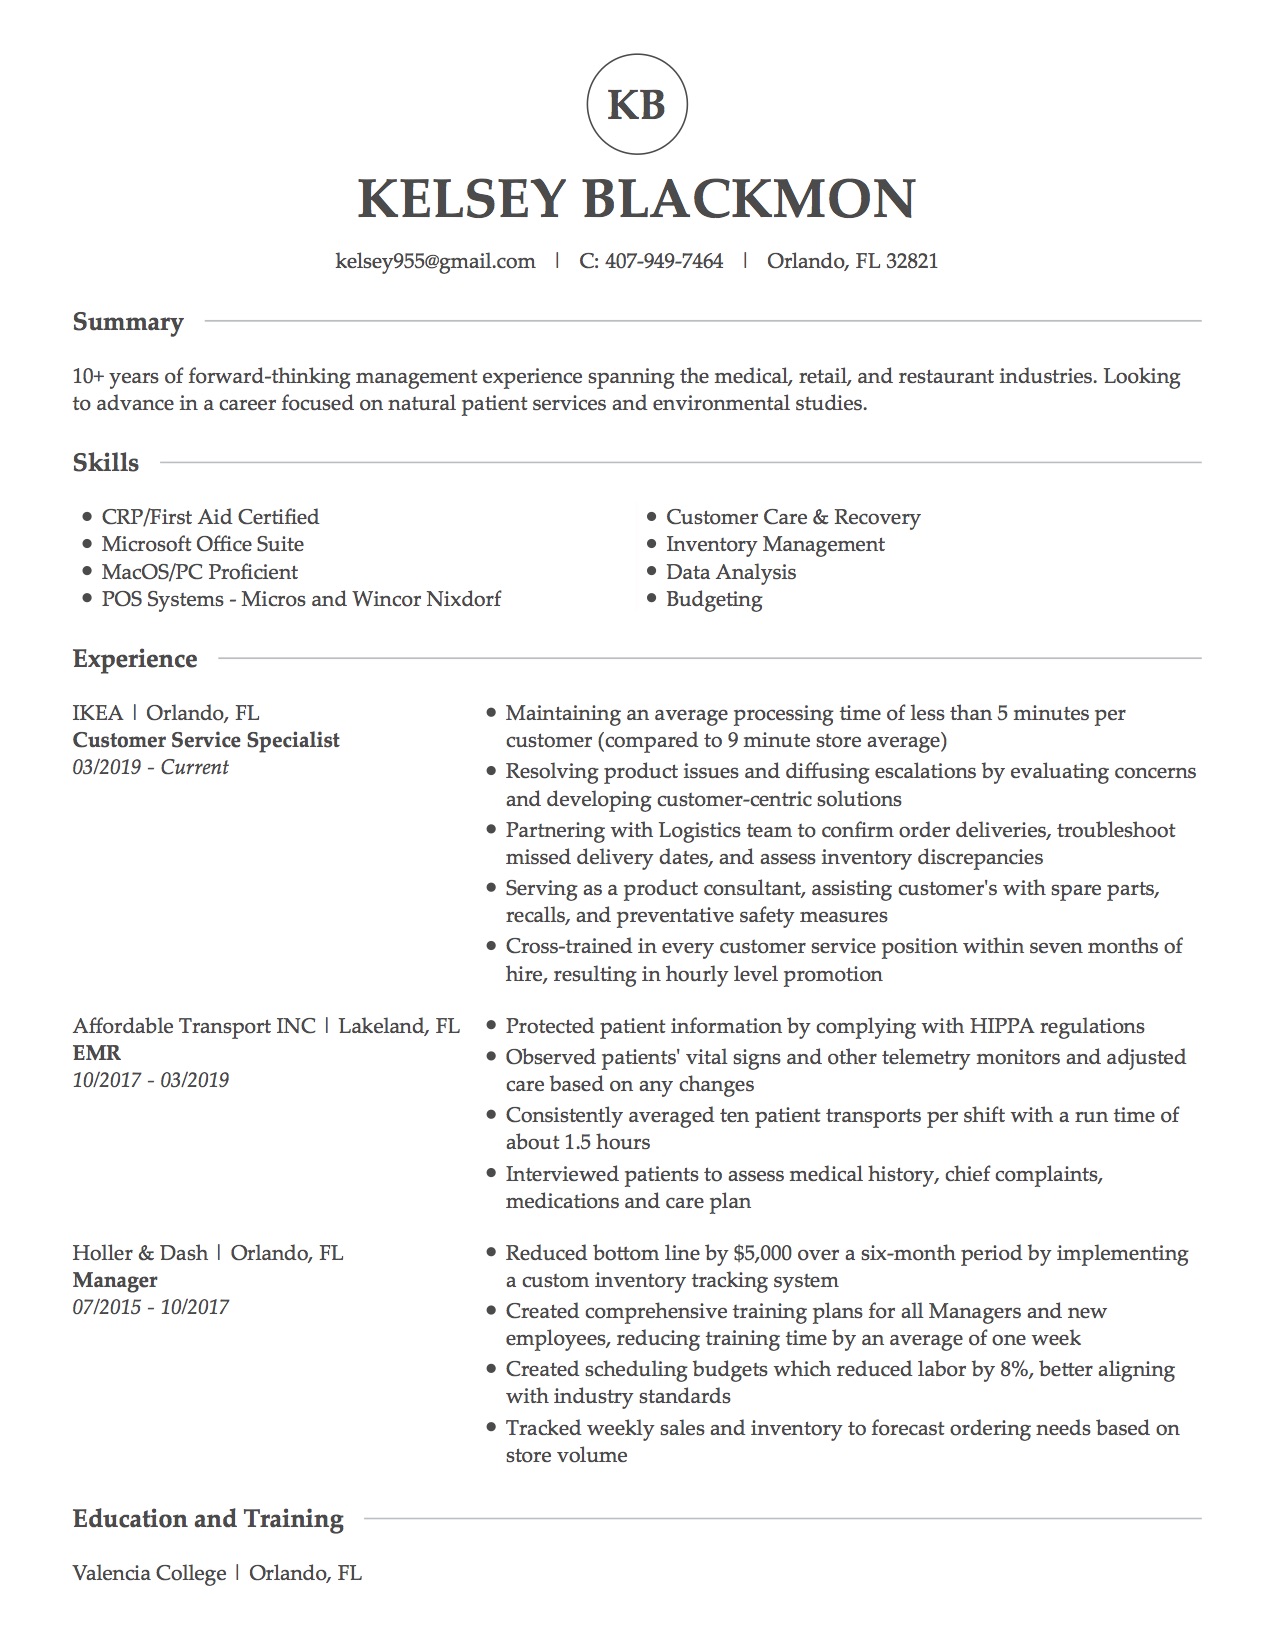 KB
KELSEY BLACKMON
kelsey955@gmail.com | C: 407-949-7464 | Orlando, FL 32821
Summary
10+ years of forward-thinking management experience spanning the medical, retail, and restaurant industries. Looking
to advance in a career focused on natural patient services and environmental studies.
Skills
• CRP/First Aid Certified
• Microsoft Office Suite
• MacOS/PC Proficient
• POS Systems - Micros and Wincor Nixdorf
• Customer Care & Recovery
• Inventory Management
• Data Analysis
• Budgeting
Experience
IKEA | Orlando, FL
Customer Service Specialist
03/2019 - Current
• Maintaining an average processing time of less than 5 minutes per
customer (compared to 9 minute store average)
• Resolving product issues and diffusing escalations by evaluating concerns
and developing customer-centric solutions
• Partnering with Logistics team to confirm order deliveries, troubleshoot
missed delivery dates, and assess inventory discrepancies
• Serving as a product consultant, assisting customer's with spare parts,
recalls, and preventative safety measures
• Cross-trained in every customer service position within seven months of
hire, resulting in hourly level promotion
Affordable Transport INC | Lakeland, FL
EMR
10/2017 - 03/2019
• Protected patient information by complying with HIPPA regulations
• Observed patients' vital signs and other telemetry monitors and adjusted
care based on any changes
• Consistently averaged ten patient transports per shift with a run time of
about 1.5 hours
• Interviewed patients to assess medical history, chief complaints,
medications and care plan
Holler & Dash | Orlando, FL
Manager
07/2015 - 10/2017
• Reduced bottom line by $5,000 over a six-month period by implementing
a custom inventory tracking system
• Created comprehensive training plans for all Managers and new
employees, reducing training time by an average of one week
• Created scheduling budgets which reduced labor by 8%, better aligning
with industry standards
• Tracked weekly sales and inventory to forecast ordering needs based on
store volume
Education and Training
Valencia College | Orlando, FL